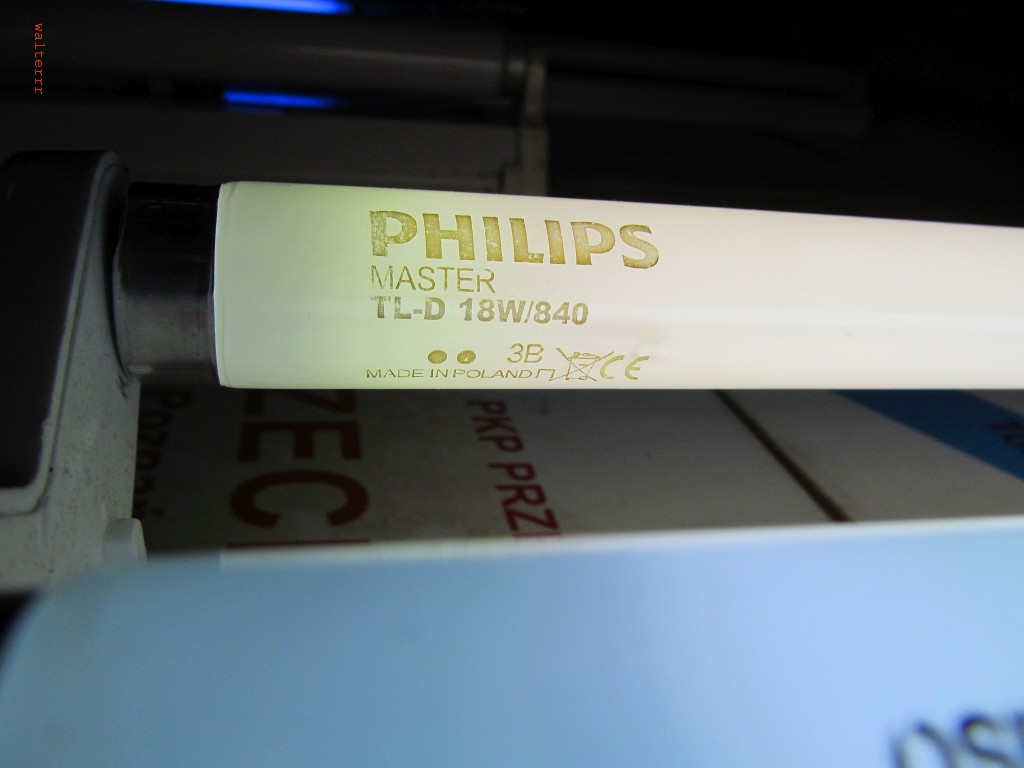 walterrr
PHILIPS
MASTER
TL-D 18W/840
3B
MADE IN POLAND CE
ZEC
PKP PRZ